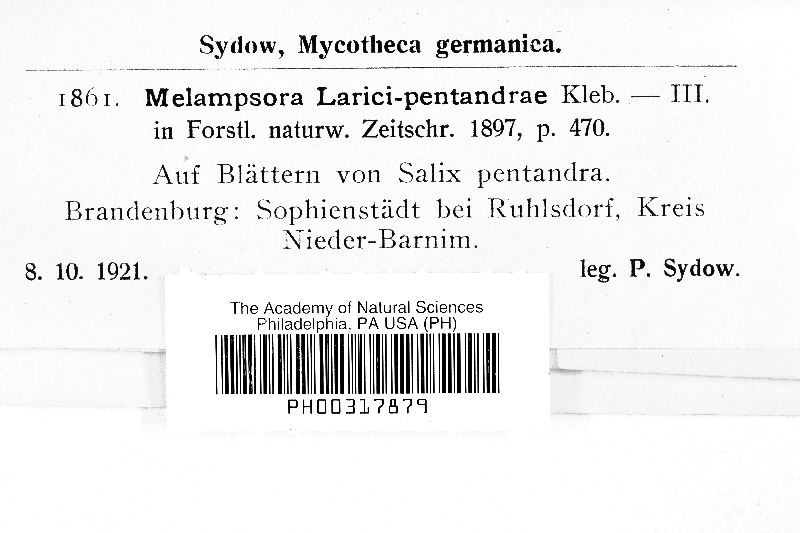 Sydow, Mycotheca germanica.
1861. Melampsora Larici-pentandrae Kleb. — III.
in Forstl. naturw. Zeitschr. 1897, p. 470.
Auf Blättern von Salix pentandra.
Brandenburg: Sophienstädt bei Ruhlsdorf, Kreis
Nieder-Barnim.
8. 10. 1921. leg. P. Sydow.
The Academy of Natural Sciences
Philadelphia, PA USA (PH)
PH00317879